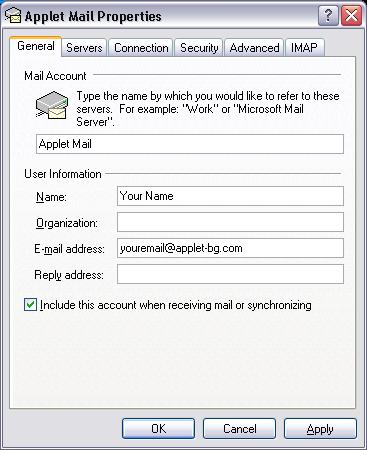 Applet Mail Properties
General Servers Connection Security Advanced IMAP
Mail Account
Type the name by which you would like to refer to these
servers. For example: "Work" or "Microsoft Mail
Server".
Applet Mail
User Information
Name: Your Name
Organization:
E-mail address: youremail@applet-bg.com
Reply address:
Include this account when receiving mail or synchronizing
OK Cancel Apply